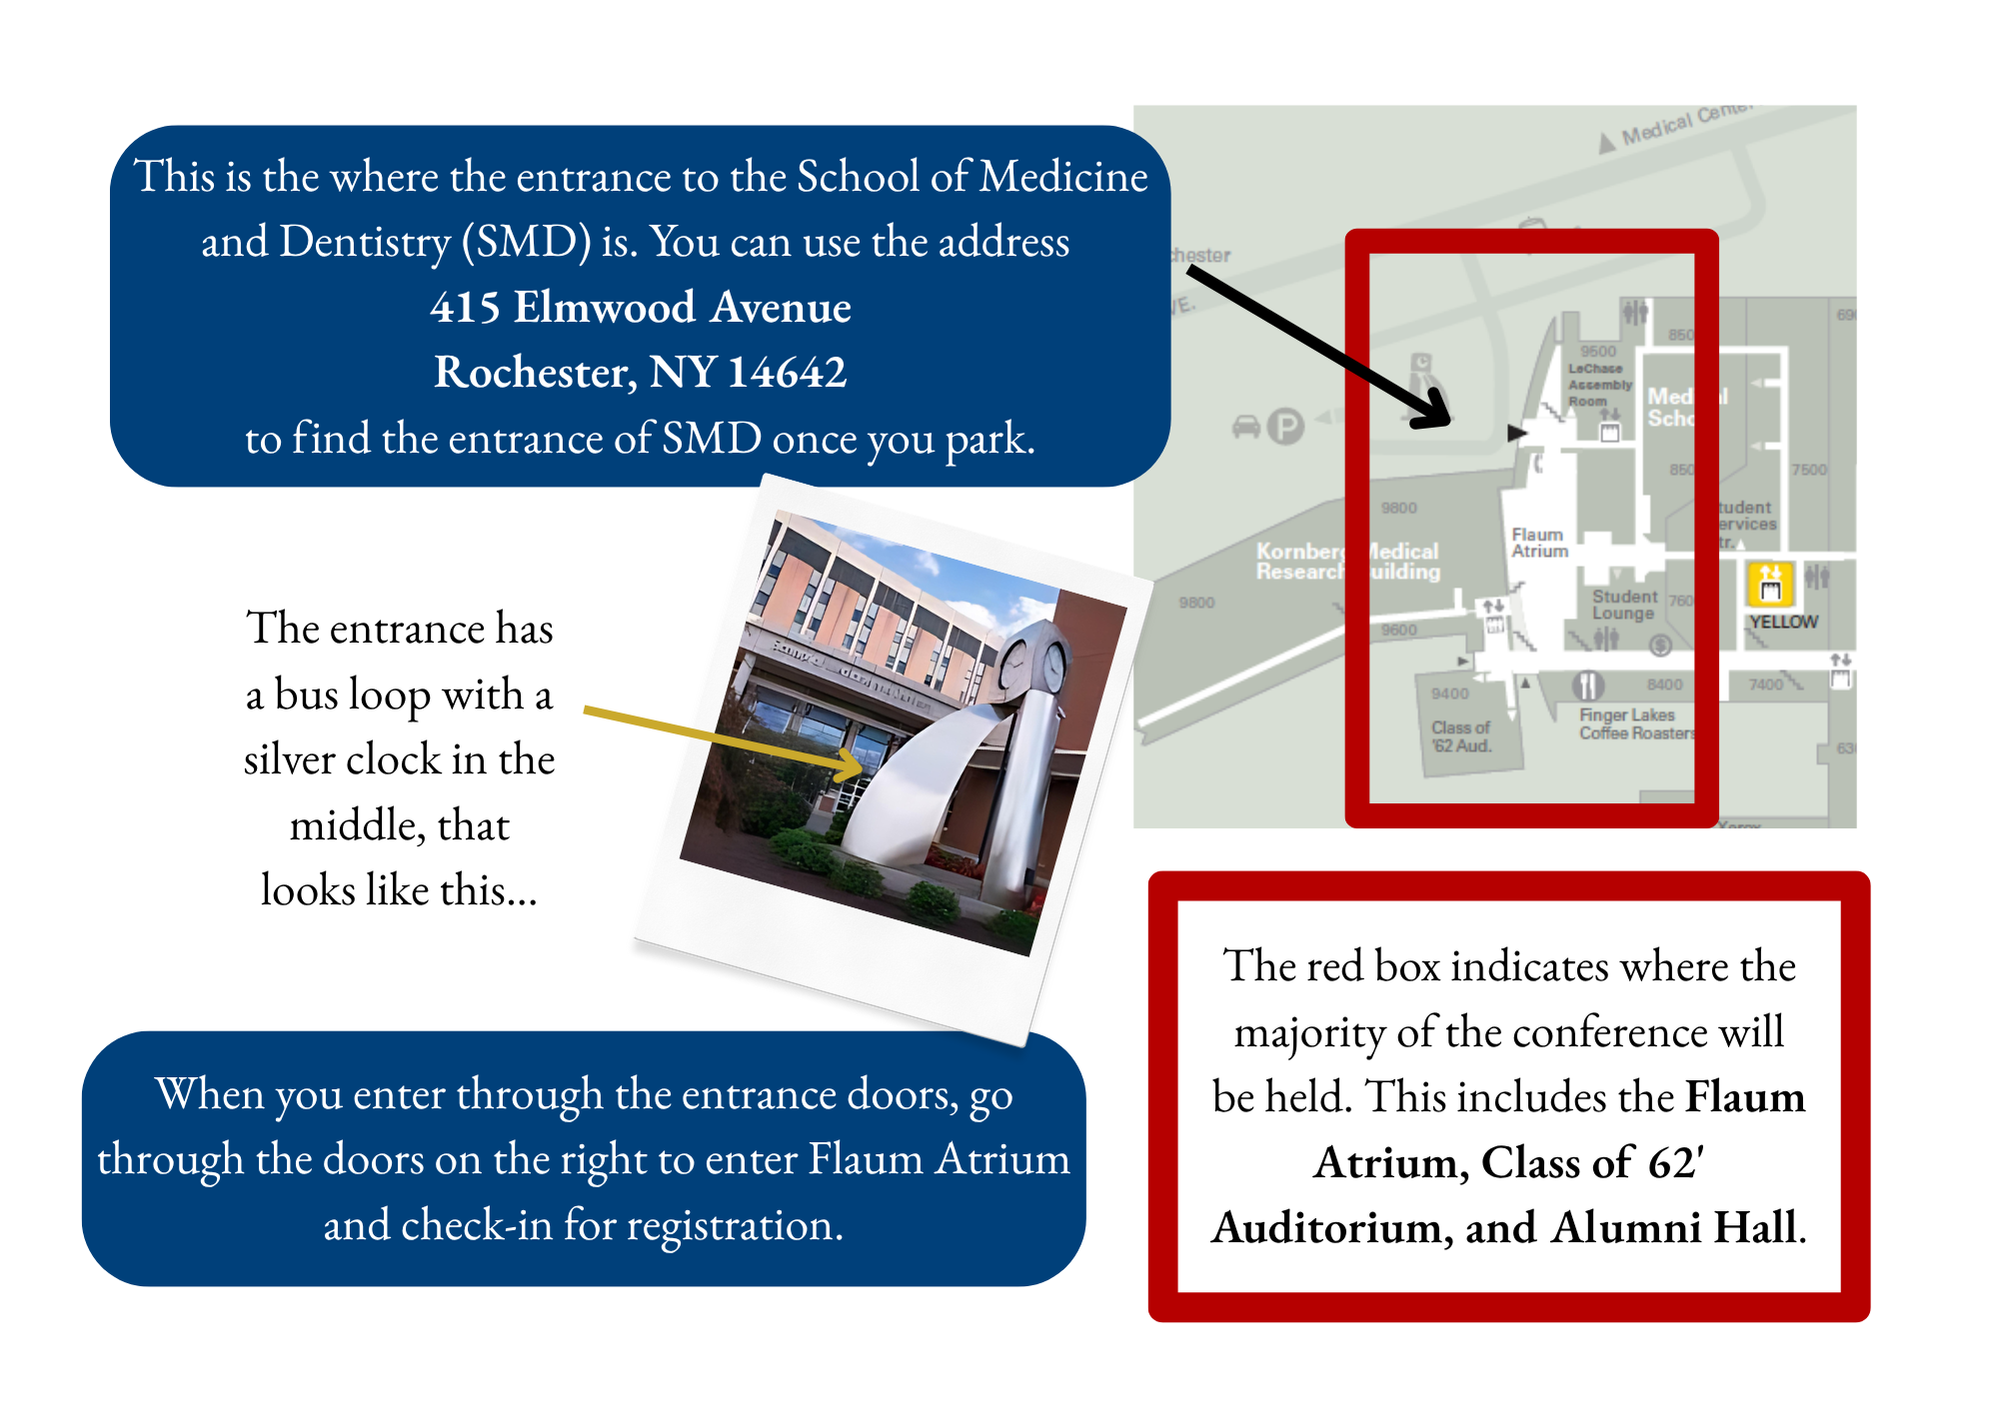 This is the where the entrance to the School of Medicine
and Dentistry (SMD) is. You can use the address
415 Elmwood Avenue
Rochester, NY 14642
to find the entrance of SMD once you park.
Medical Center
chester
VE.
P
9500
LeChase
Assembly
Room
850
690
Med l
Scho
850
7500
9800
Flaum
Atrium
tudent
ervices
tr.
Kornberg Medical
Research uilding
9800
9600
Student
Lounge
760
$
YELLOW
9400
Class of
'62 Aud.
8400
7400
Finger Lakes
Coffee Roasters
630
The entrance has
a bus loop with a
silver clock in the
middle, that
looks like this...
When you enter through the entrance doors, go
through the doors on the right to enter Flaum Atrium
and check-in for registration.
The red box indicates where the
majority of the conference will
be held. This includes the Flaum
Atrium, Class of 62'
Auditorium, and Alumni Hall.